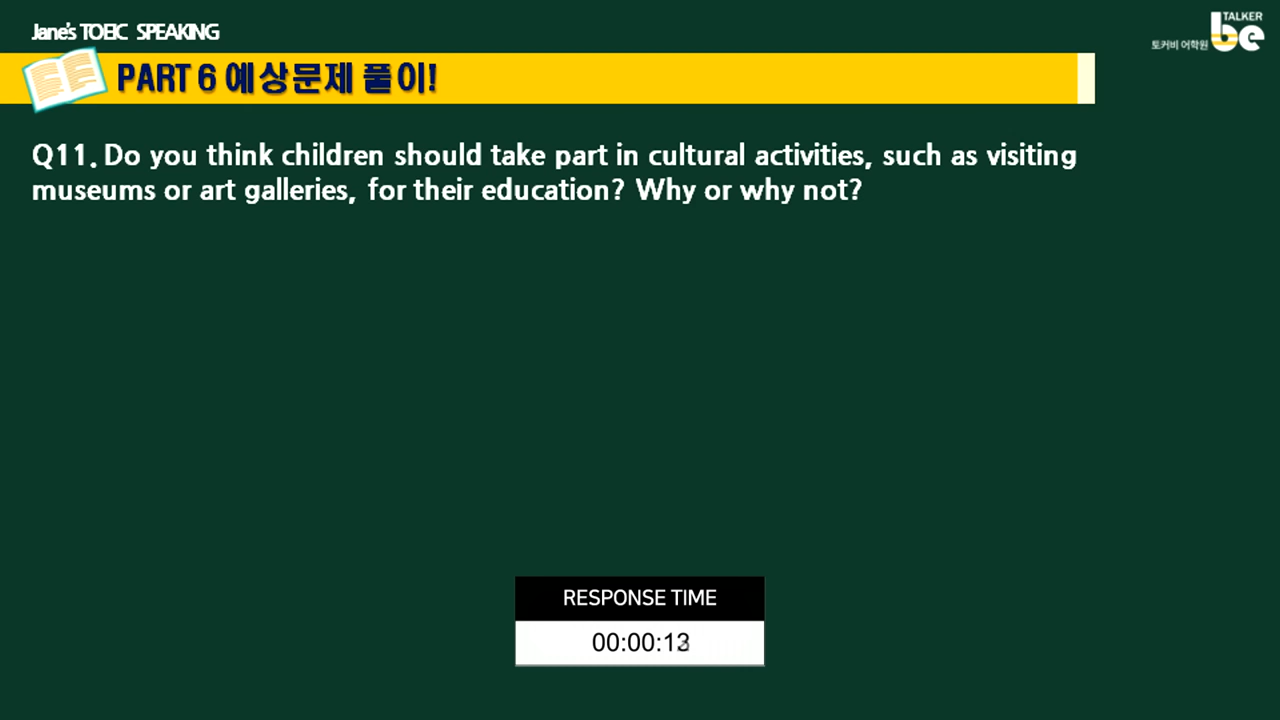 Jane's TOEIC SPEAKING
TALKER
be
토커비 어학원
PART 6 예상문제 풀이!
Q11. Do you think children should take part in cultural activities, such as visiting
museums or art galleries, for their education? Why or why not?
RESPONSE TIME
00:00:13